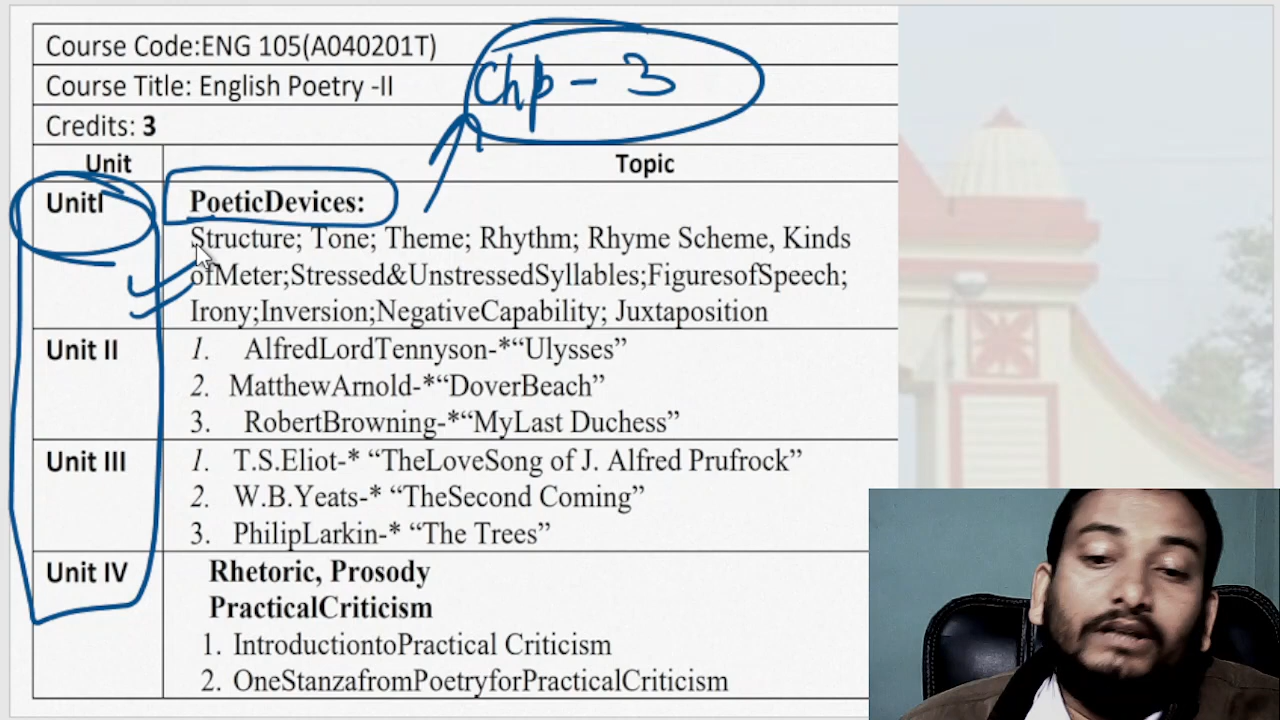 Course Code:ENG 105(A040201T)
Chp - 3
Course Title: English Poetry -II
Credits: 3
Unit Topic
UnitI PoeticDevices:
Structure; Tone; Theme; Rhythm; Rhyme Scheme, Kinds
ofMeter;Stressed&UnstressedSyllables;FiguresofSpeech;
Irony;Inversion;NegativeCapability; Juxtaposition
Unit II 1. AlfredLordTennyson-*“Ulysses”
2. MatthewArnold-*“DoverBeach”
3. RobertBrowning-*“MyLast Duchess”
Unit III 1. T.S.Eliot-* “TheLoveSong of J. Alfred Prufrock”
2. W.B.Yeats-* “TheSecond Coming”
3. PhilipLarkin-* “The Trees”
Unit IV Rhetoric, Prosody
PracticalCriticism
1. IntroductiontoPractical Criticism
2. OneStanzafromPoetryforPracticalCriticism